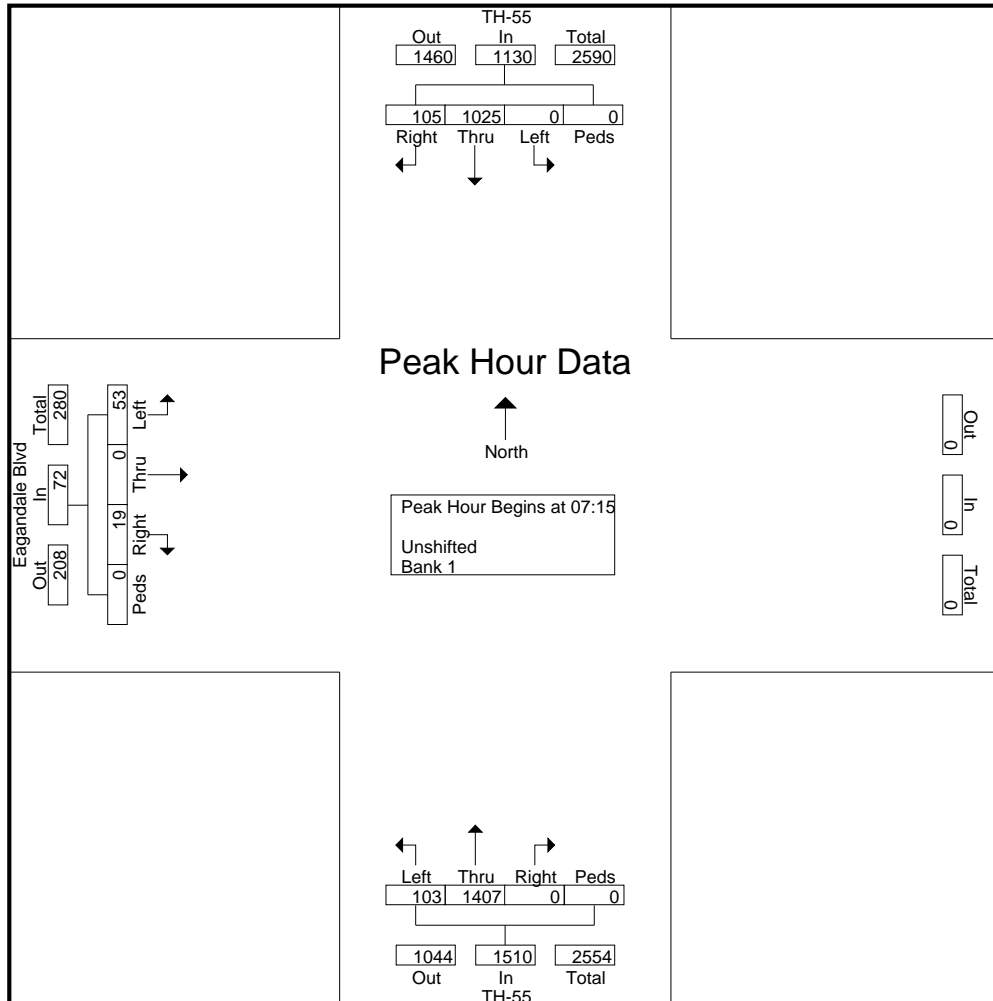 TH-55
Out In Total
1460 1130 2590
105 1025 0 0
Right Thru Left Peds
Peak Hour Data
North
Peak Hour Begins at 07:15
Unshifted
Bank 1
Eagandale Blvd
Total In Out
280 72 208
53 0 19 0
Left Thru Right Peds
Out In Total
0 0 0
Left Thru Right Peds
103 1407 0 0
1044 1510 2554
Out In Total
TH-55